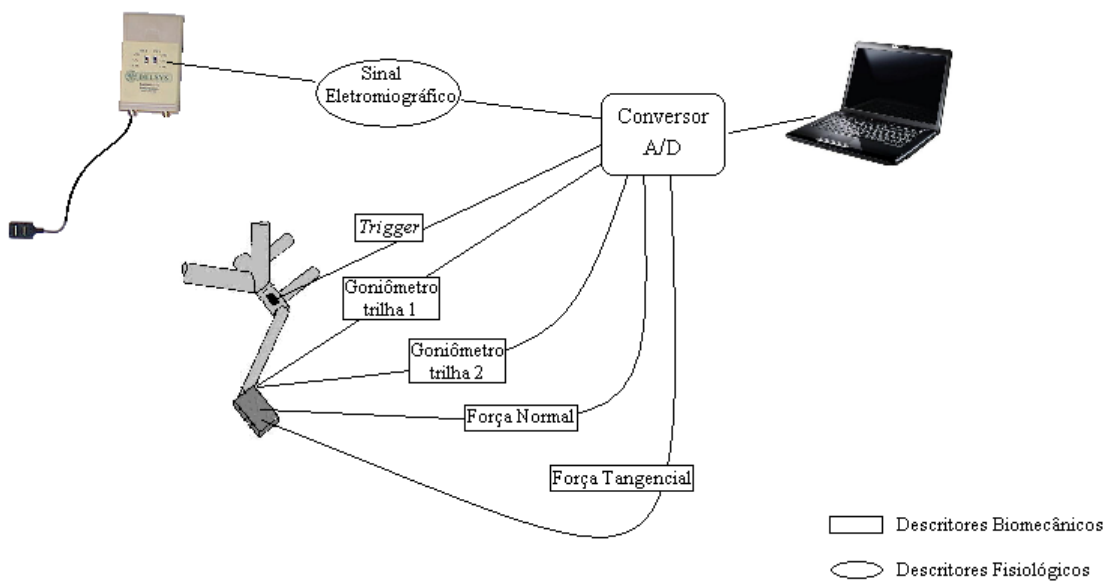 DELSYS
Sinal
Eletromiográfico
Conversor
A/D
Trigger
Goniômetro
trilha 1
Goniômetro
trilha 2
Força Normal
Força Tangencial
Descritores Biomecânicos
Descritores Fisiológicos